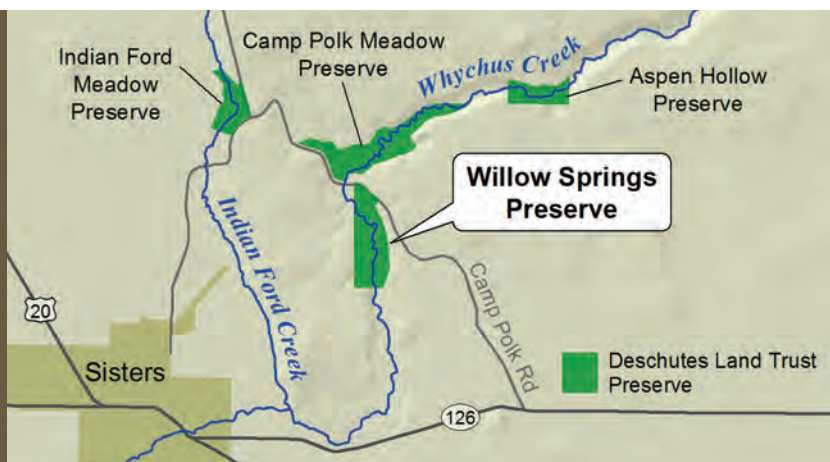 Indian Ford
Meadow
Preserve
Camp Polk Meadow
Preserve
Whychus Creek
Aspen Hollow
Preserve
Willow Springs
Preserve
Indian Ford Creek
Camp Polk Rd
20
Sisters
126
Deschutes Land Trust
Preserve